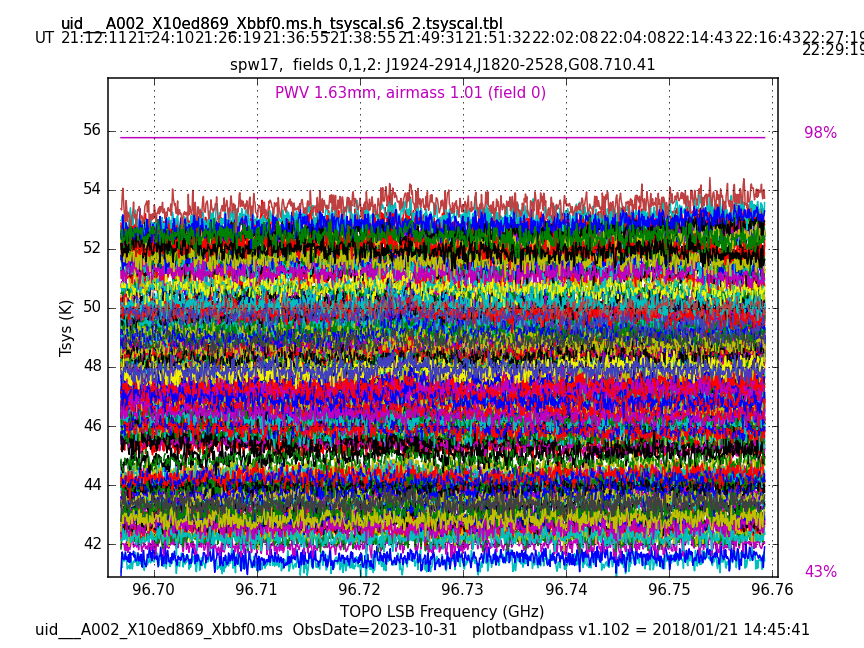 uid___A002_X10ed869_Xbbf0.ms.h_tsyscal.s6_2.tsyscal.tbl
UT 21:12:11 21:24:10 21:26:19 21:36:55 21:38:55 21:49:31 21:51:32 22:02:08 22:04:08 22:14:43 22:16:43 22:27:19
22:29:19
spw17, fields 0,1,2: J1924-2914,J1820-2528,G08.710.41
PWV 1.63mm, airmass 1.01 (field 0)
98%
56
54
52
50
48
46
44
42
Tsys (K)
43%
96.70 96.71 96.72 96.73 96.74 96.75 96.76
TOPO LSB Frequency (GHz)
uid___A002_X10ed869_Xbbf0.ms ObsDate=2023-10-31 plotbandpass v1.102 = 2018/01/21 14:45:41